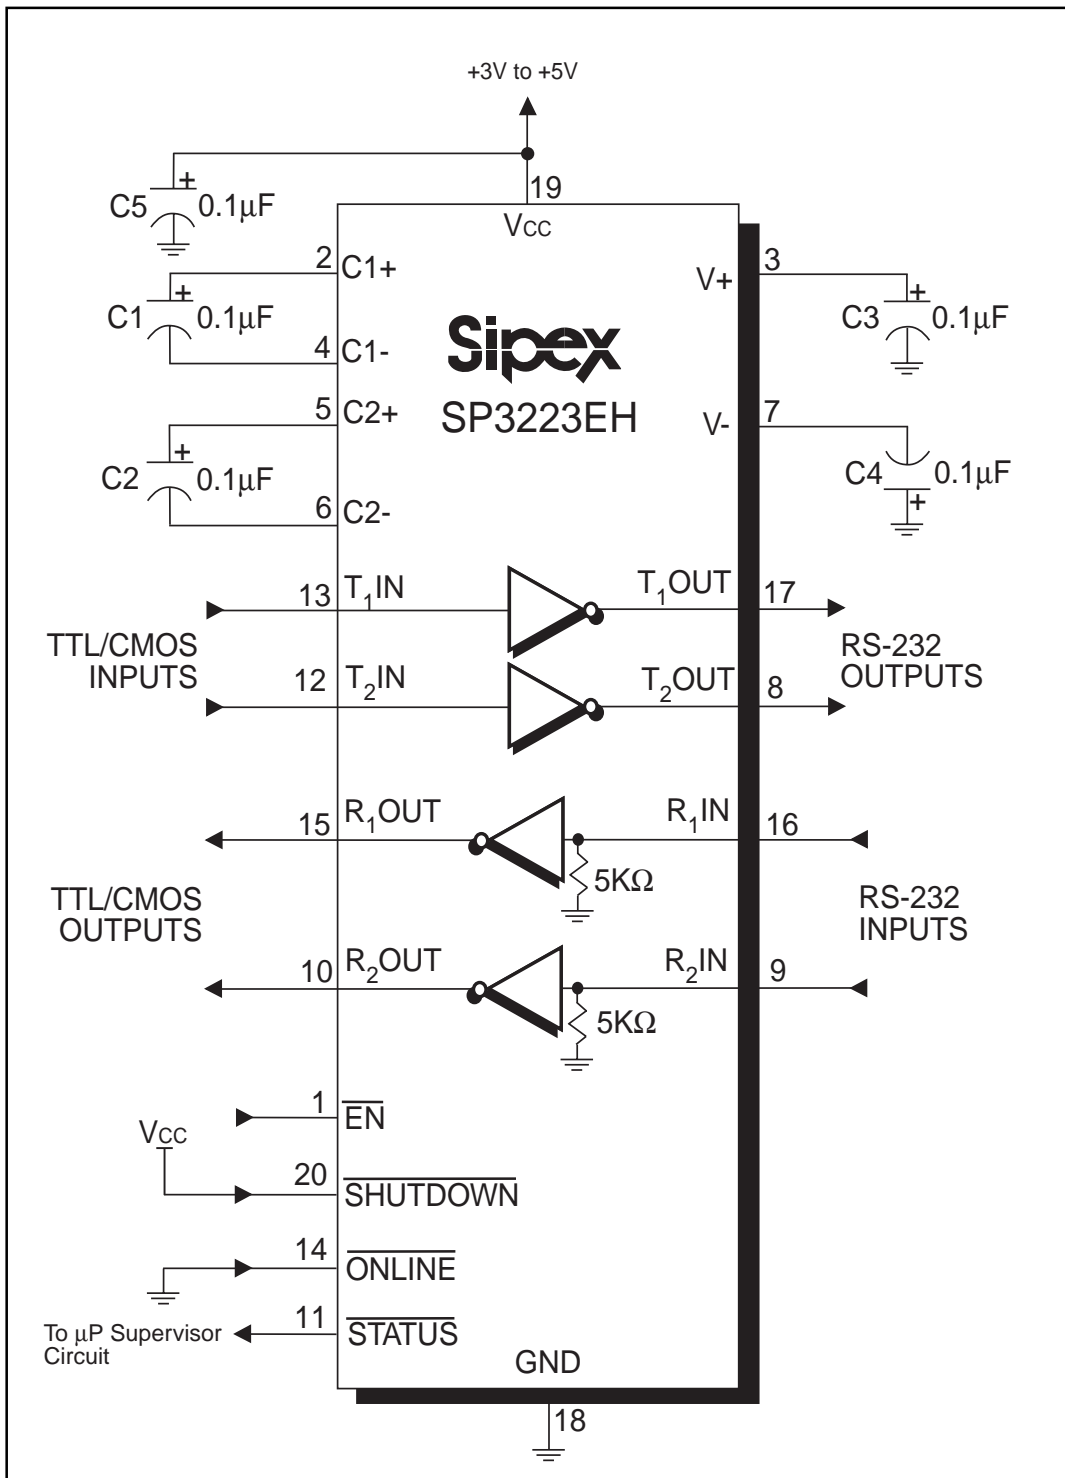 +3V to +5V
19
VCC
C5
+
0.1μF
2
C1+
C1
+
0.1μF
4
C1-
5
C2+
C2
+
0.1μF
6
C2-
V+
3
C3
+
0.1μF
V-
7
C4
0.1μF
+
Sipex
SP3223EH
TTL/CMOS
INPUTS
13
T1IN
T1OUT
17
12
T2IN
T2OUT
8
RS-232
OUTPUTS
TTL/CMOS
OUTPUTS
15
R1OUT
R1IN
16
5KΩ
10
R2OUT
R2IN
9
5KΩ
RS-232
INPUTS
1
EN
VCC
20
SHUTDOWN
14
ONLINE
11
STATUS
To μP Supervisor
Circuit
GND
18